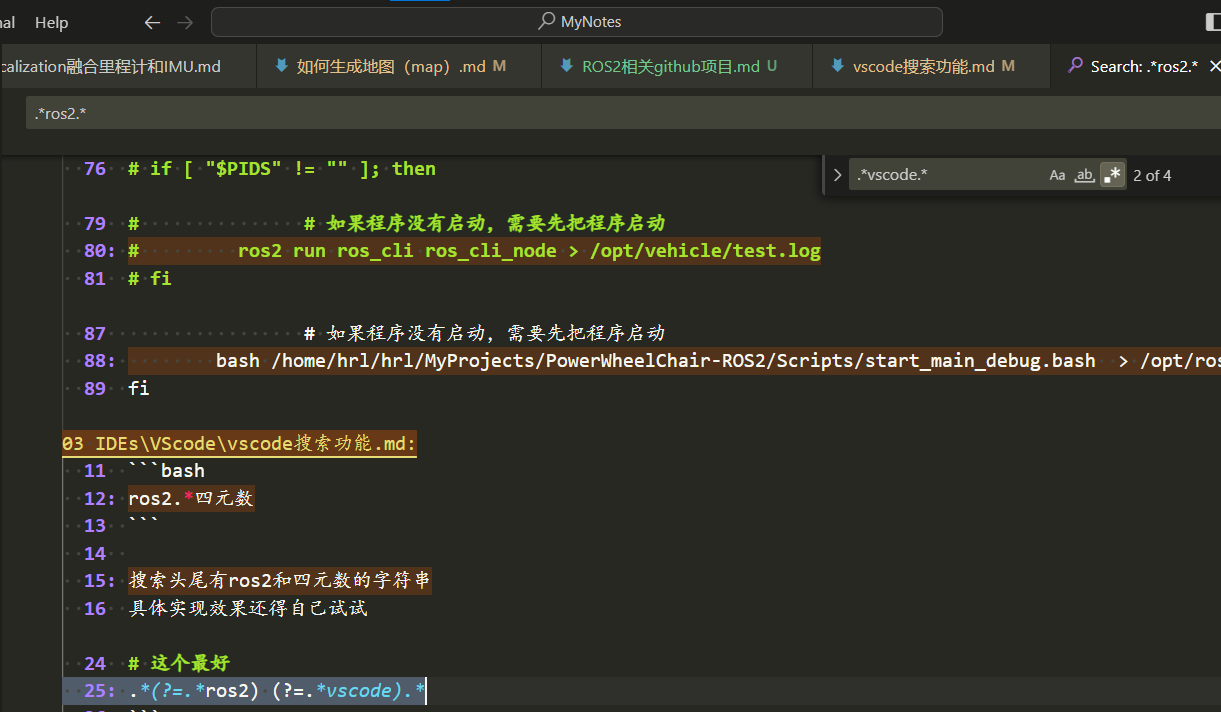 nal Help
MyNotes
calization融合里程计和IMU.md
如何生成地图（map）.md M
ROS2相关github项目.md U
vscode搜索功能.md M
Search: .*ros2.*
.*ros2.*
.*vscode.* Aa ab .* 2 of 4
76 # if [ "$PIDS" != "" ]; then
79 # # 如果程序没有启动，需要先把程序启动
80: # ros2 run ros_cli ros_cli_node > /opt/vehicle/test.log
81 # fi
87 # 如果程序没有启动，需要先把程序启动
88: bash /home/hrl/hrl/MyProjects/PowerWheelChair-ROS2/Scripts/start_main_debug.bash > /opt/ros
89 fi
03 IDEs\VScode\vscode搜索功能.md:
11 ```bash
12: ros2.*四元数
13 ```
14
15: 搜索头尾有ros2和四元数的字符串
16 具体实现效果还得自己试试
24 # 这个最好
25: .*(?=.*ros2)(?=.*vscode).*